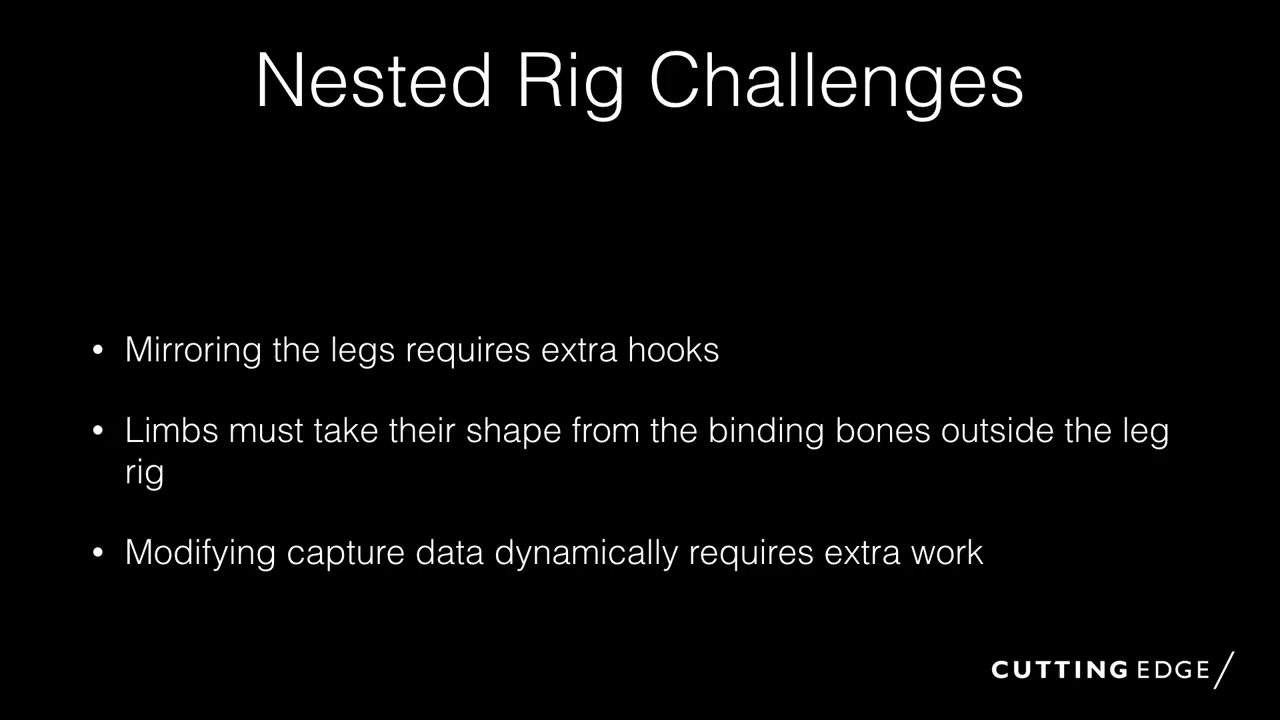 Nested Rig Challenges
• Mirroring the legs requires extra hooks
• Limbs must take their shape from the binding bones outside the leg
rig
• Modifying capture data dynamically requires extra work
CUTTING EDGE/